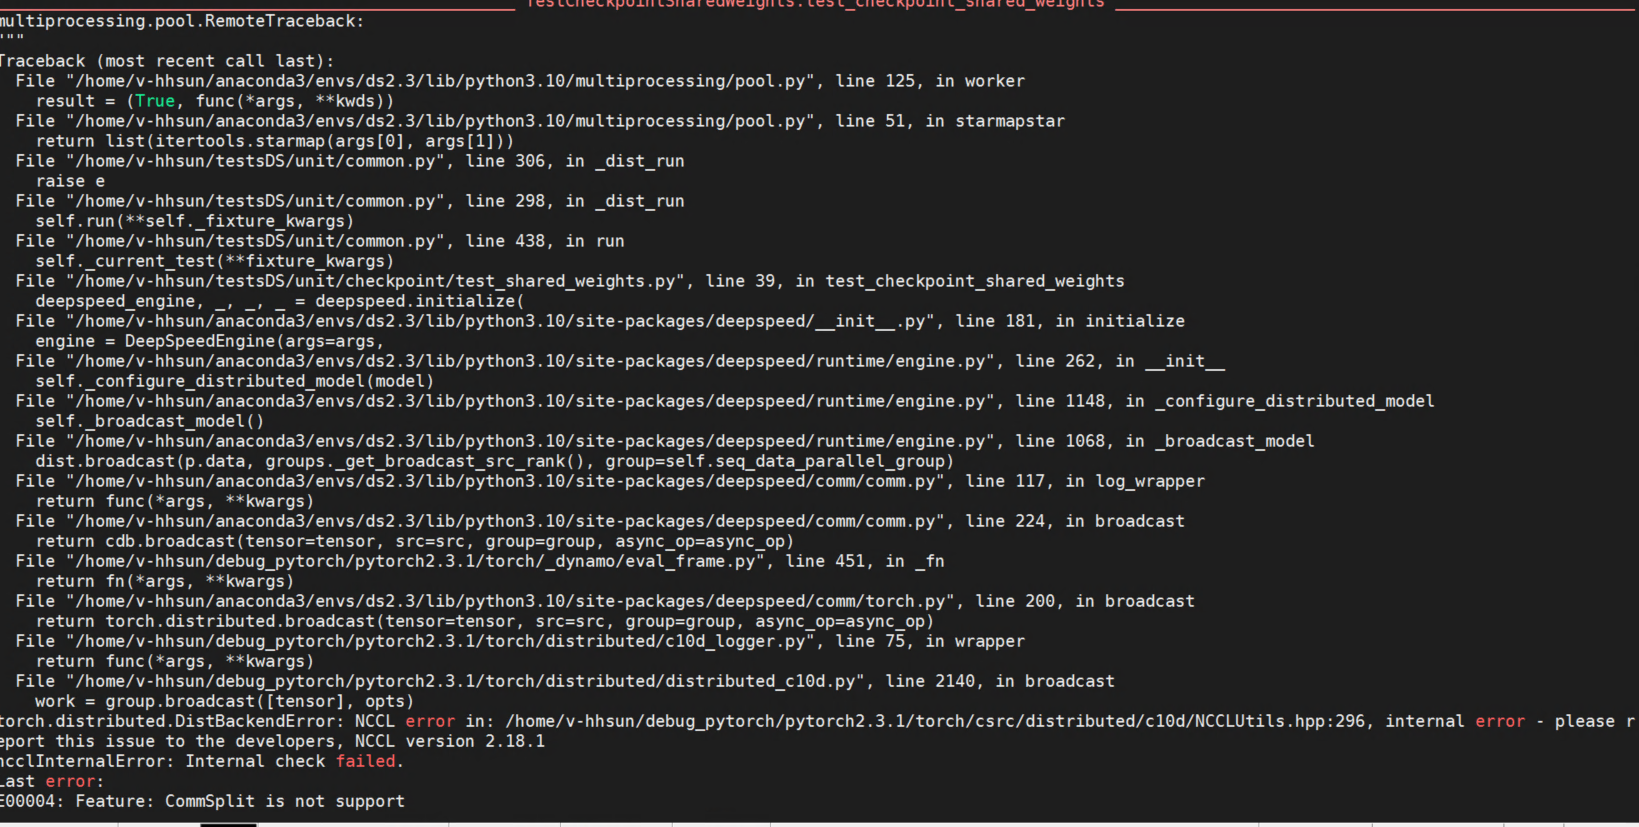 TestCheckpointSharedWeights.test_checkpoint_shared_weights
multiprocessing.pool.RemoteTraceback:
"""
Traceback (most recent call last):
File "/home/v-hhsun/anaconda3/envs/ds2.3/lib/python3.10/multiprocessing/pool.py", line 125, in worker
result = (True, func(*args, **kwds))
File "/home/v-hhsun/anaconda3/envs/ds2.3/lib/python3.10/multiprocessing/pool.py", line 51, in starmapstar
return list(itertools.starmap(args[0], args[1]))
File "/home/v-hhsun/testsDS/unit/common.py", line 306, in _dist_run
raise e
File "/home/v-hhsun/testsDS/unit/common.py", line 298, in _dist_run
self.run(**self._fixture_kwargs)
File "/home/v-hhsun/testsDS/unit/common.py", line 438, in run
self._current_test(**fixture_kwargs)
File "/home/v-hhsun/testsDS/unit/checkpoint/test_shared_weights.py", line 39, in test_checkpoint_shared_weights
deepspeed_engine, _, _, _ = deepspeed.initialize(
File "/home/v-hhsun/anaconda3/envs/ds2.3/lib/python3.10/site-packages/deepspeed/__init__.py", line 181, in initialize
engine = DeepSpeedEngine(args=args,
File "/home/v-hhsun/anaconda3/envs/ds2.3/lib/python3.10/site-packages/deepspeed/runtime/engine.py", line 262, in __init__
self._configure_distributed_model(model)
File "/home/v-hhsun/anaconda3/envs/ds2.3/lib/python3.10/site-packages/deepspeed/runtime/engine.py", line 1148, in _configure_distributed_model
self._broadcast_model()
File "/home/v-hhsun/anaconda3/envs/ds2.3/lib/python3.10/site-packages/deepspeed/runtime/engine.py", line 1068, in _broadcast_model
dist.broadcast(p.data, groups._get_broadcast_src_rank(), group=self.seq_data_parallel_group)
File "/home/v-hhsun/anaconda3/envs/ds2.3/lib/python3.10/site-packages/deepspeed/comm/comm.py", line 117, in log_wrapper
return func(*args, **kwargs)
File "/home/v-hhsun/anaconda3/envs/ds2.3/lib/python3.10/site-packages/deepspeed/comm/comm.py", line 224, in broadcast
return cdb.broadcast(tensor=tensor, src=src, group=group, async_op=async_op)
File "/home/v-hhsun/debug_pytorch/pytorch2.3.1/torch/_dynamo/eval_frame.py", line 451, in _fn
return fn(*args, **kwargs)
File "/home/v-hhsun/anaconda3/envs/ds2.3/lib/python3.10/site-packages/deepspeed/comm/torch.py", line 200, in broadcast
return torch.distributed.broadcast(tensor=tensor, src=src, group=group, async_op=async_op)
File "/home/v-hhsun/debug_pytorch/pytorch2.3.1/torch/distributed/c10d_logger.py", line 75, in wrapper
return func(*args, **kwargs)
File "/home/v-hhsun/debug_pytorch/pytorch2.3.1/torch/distributed/distributed_c10d.py", line 2140, in broadcast
work = group.broadcast([tensor], opts)
torch.distributed.DistBackendError: NCCL error in: /home/v-hhsun/debug_pytorch/pytorch2.3.1/torch/csrc/distributed/c10d/NCCLUtils.hpp:296, internal error - please r
eport this issue to the developers, NCCL version 2.18.1
ncclInternalError: Internal check failed.
Last error:
E00004: Feature: CommSplit is not support